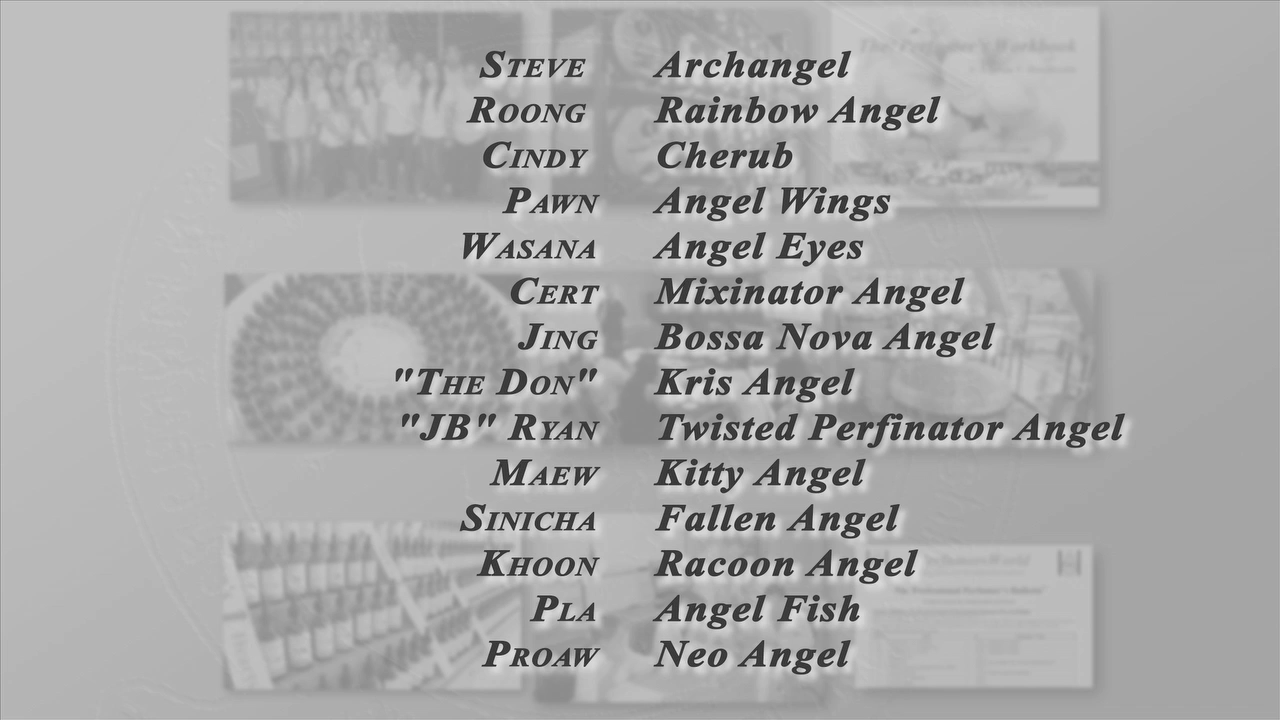 STEVE Archangel
ROONG Rainbow Angel
CINDY Cherub
PAWN Angel Wings
WASANA Angel Eyes
CERT Mixinator Angel
JING Bossa Nova Angel
"THE DON" Kris Angel
"JB" RYAN Twisted Perfinator Angel
MAEW Kitty Angel
SINICHA Fallen Angel
KHOON Racoon Angel
PLA Angel Fish
PROAW Neo Angel